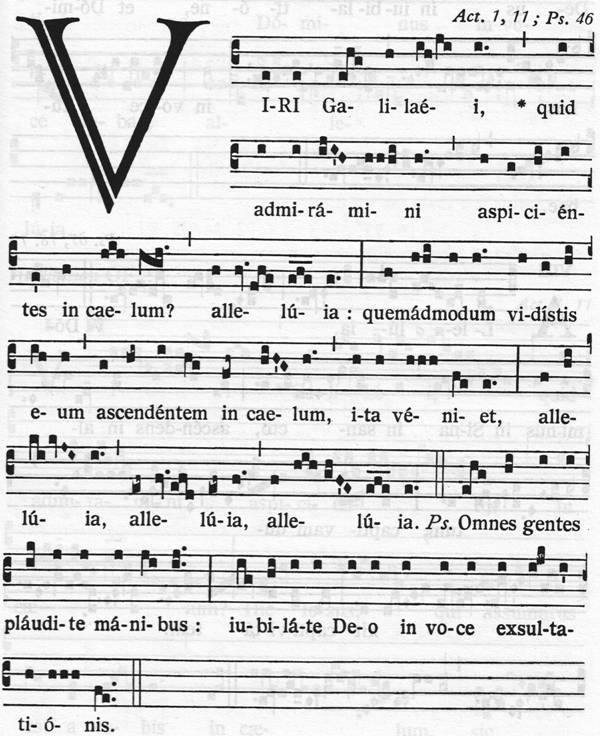 Act. 1, 11 ; Ps. 46
VI-RI Ga- li-laé- i, * quid
admi-rá- mi- ni aspi-ci-én-
tes in cae- lum? alle- lú- ia : quemádmodum vi-dístis
e- um ascendéntem in cae- lum, i-ta vé- ni- et, alle-
lú- ia, alle- lú-ia, alle- lú- ia. Ps. Omnes gentes
pláudi-te má-ni-bus : iu-bi-lá-te De-o in vo-ce exsul-ta-
ti- ó- nis.